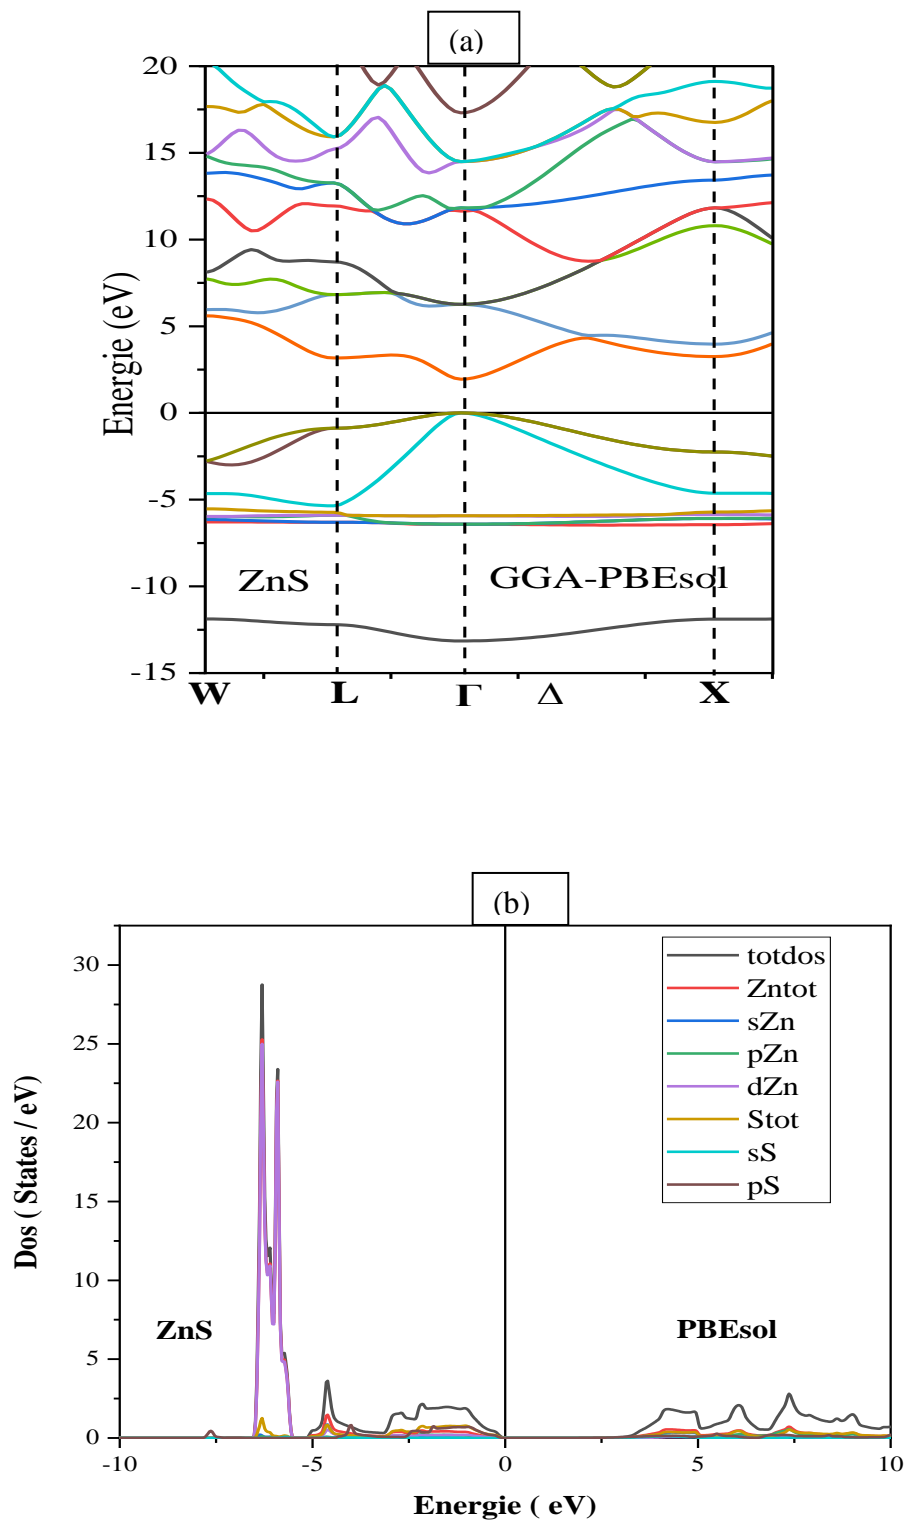 (a)
20
15
10
5
0
-5
-10
-15
Energie (eV)
ZnS GGA-PBEsol
W L Γ Δ X
(b)
30
25
20
15
10
5
0
Dos ( States / eV)
totdos
Zntot
sZn
pZn
dZn
Stot
sS
pS
ZnS PBEsol
-10 -5 0 5 10
Energie ( eV)